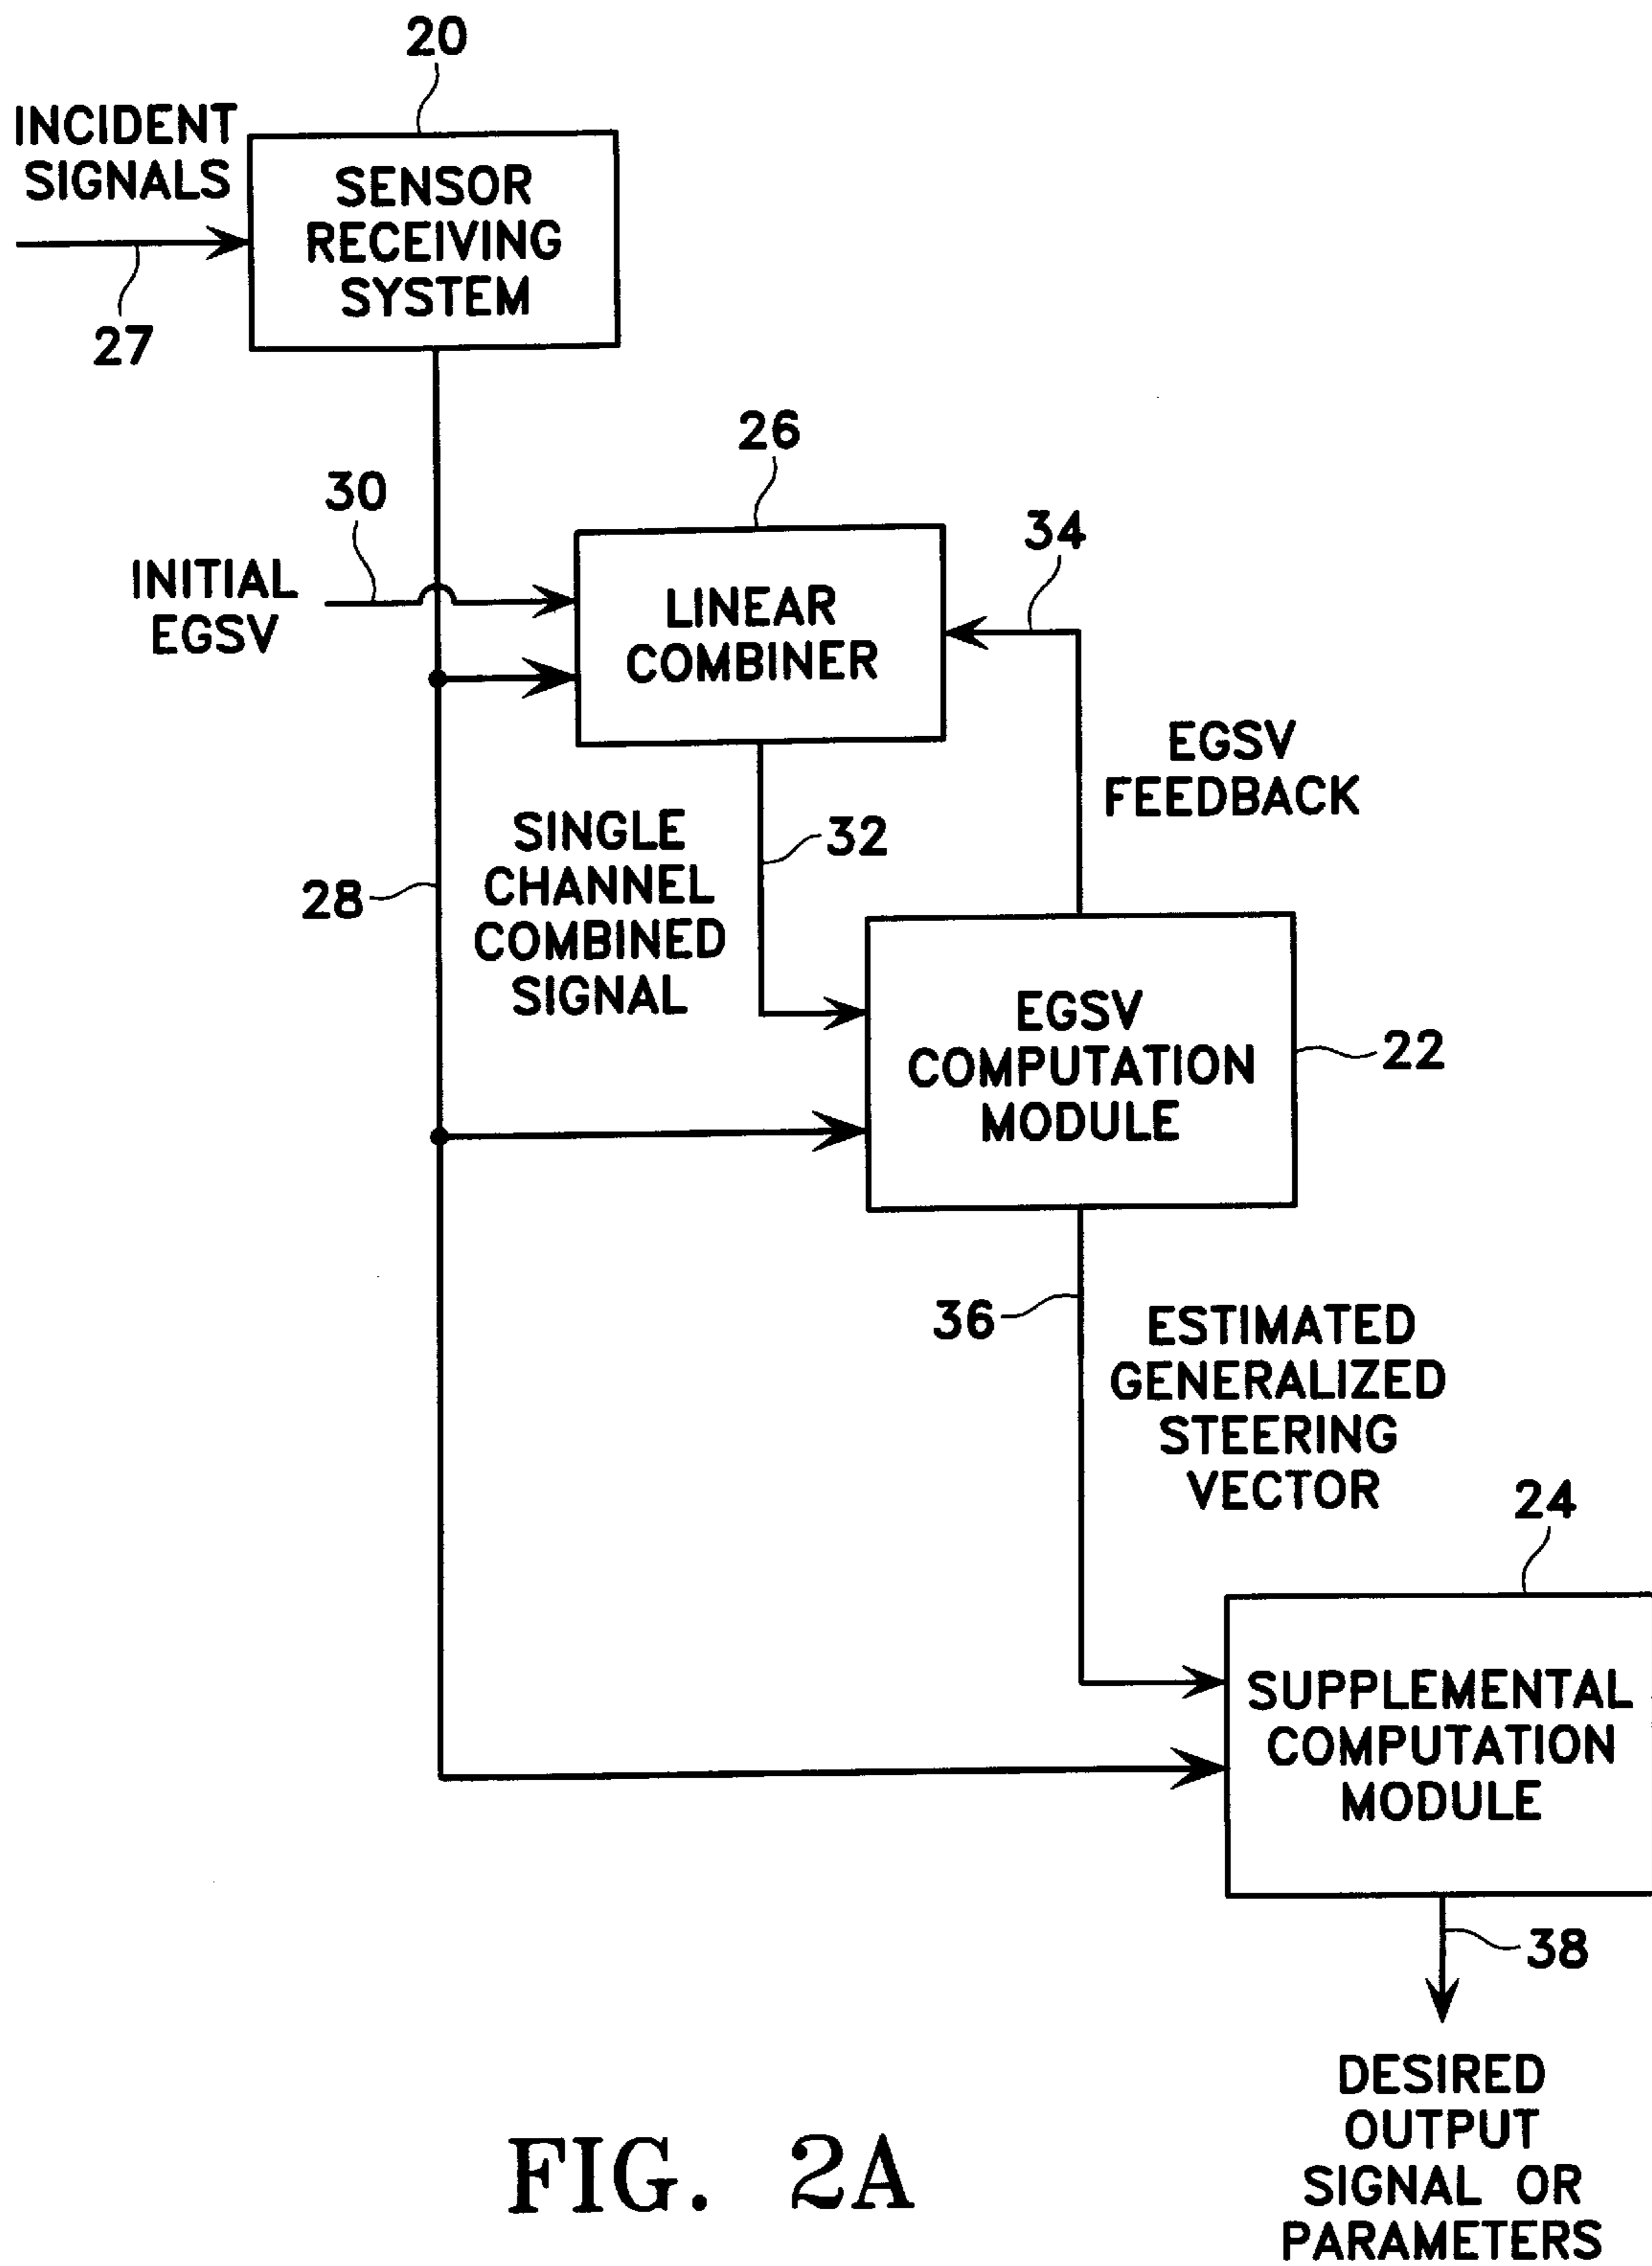 20
INCIDENT
SIGNALS
27
SENSOR
RECEIVING
SYSTEM
26
30
INITIAL
EGSV
LINEAR
COMBINER
34
EGSV
FEEDBACK
SINGLE
CHANNEL
COMBINED
SIGNAL
32
28
EGSV
COMPUTATION
MODULE
22
36
ESTIMATED
GENERALIZED
STEERING
VECTOR
24
SUPPLEMENTAL
COMPUTATION
MODULE
38
DESIRED
OUTPUT
SIGNAL OR
PARAMETERS
FIG. 2A